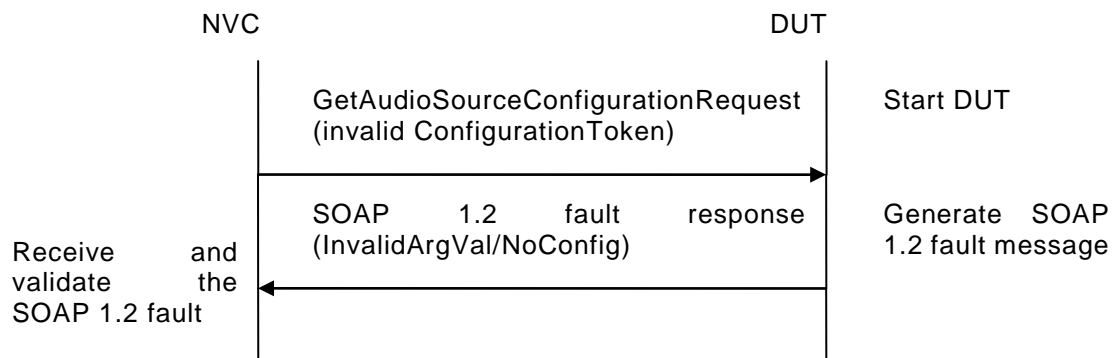 NVC
DUT
GetAudioSourceConfigurationRequest
(invalid ConfigurationToken)
Start DUT
SOAP 1.2 fault response
(InvalidArgVal/NoConfig)
Generate SOAP
1.2 fault message
Receive and
validate the
SOAP 1.2 fault